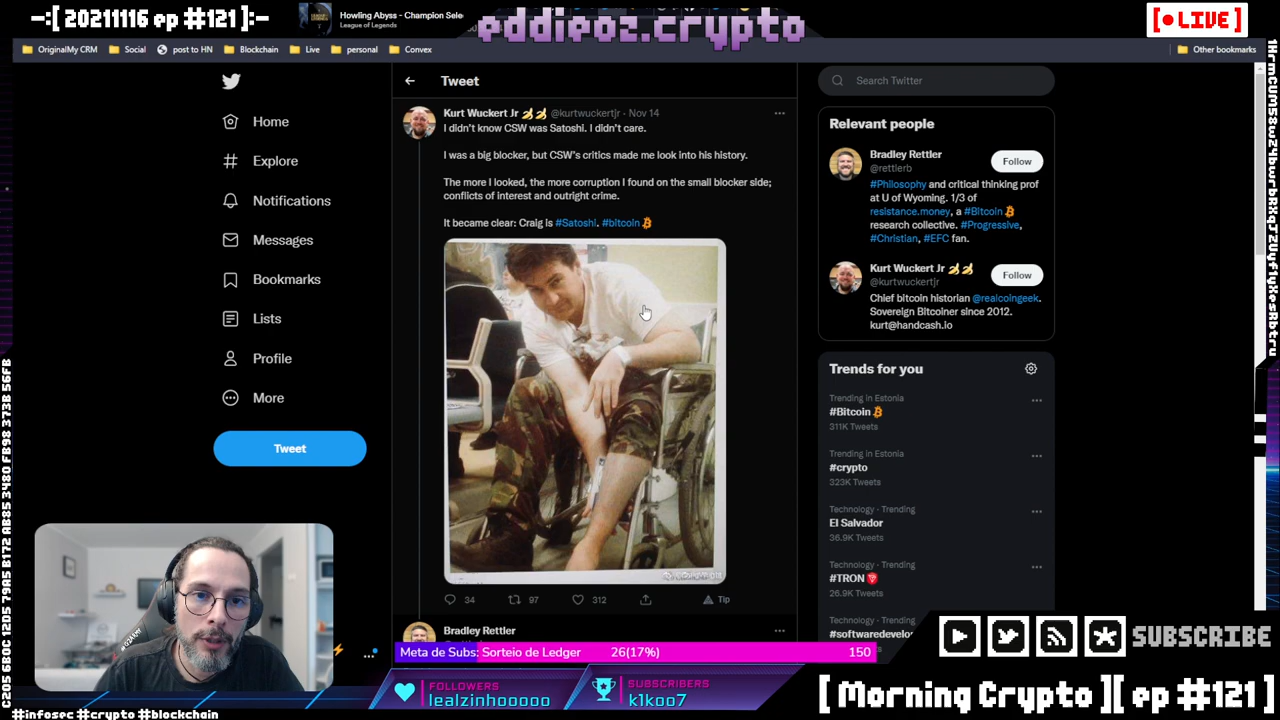 -:[ 20211116 ep #121 ]:-
Howling Abyss - Champion Sele
League of Legends
eddieoz.crypto
[ ● LIVE ]
OriginalMy CRM
Social
post to HN
Blockchain
Live
personal
Convex
Other bookmarks
Home
Explore
Notifications
Messages
Bookmarks
Lists
Profile
More
Tweet
Tweet
Kurt Wuckert Jr 🍌🍌 @kurtwuckertjr · Nov 14
I didn't know CSW was Satoshi. I didn't care.
I was a big blocker, but CSW's critics made me look into his history.
The more I looked, the more corruption I found on the small blocker side;
conflicts of interest and outright crime.
It became clear: Craig is #Satoshi. #bitcoin
34
97
312
Tip
Bradley Rettler
Search Twitter
Relevant people
Bradley Rettler
@rettlerb
Follow
#Philosophy and critical thinking prof
at U of Wyoming. 1/3 of
resistance.money, a #Bitcoin
research collective. #Progressive,
#Christian, #EFC fan.
Kurt Wuckert Jr 🍌🍌
@kurtwuckertjr
Follow
Chief bitcoin historian @realcoingeek.
Sovereign Bitcoiner since 2012.
kurt@handcash.io
Trends for you
Trending in Estonia
#Bitcoin
311K Tweets
Trending in Estonia
#crypto
323K Tweets
Technology · Trending
El Salvador
36.9K Tweets
Technology · Trending
#TRON
26.9K Tweets
Technology · Trending
#softwaredevelo
Meta de Subs: Sorteio de Ledger 26(17%) 150
FOLLOWERS
lealzinhooooo
SUBSCRIBERS
k1koo7
SUBSCRIBE
[ Morning Crypto ][ ep #121 ]
#infosec #crypto #blockchain